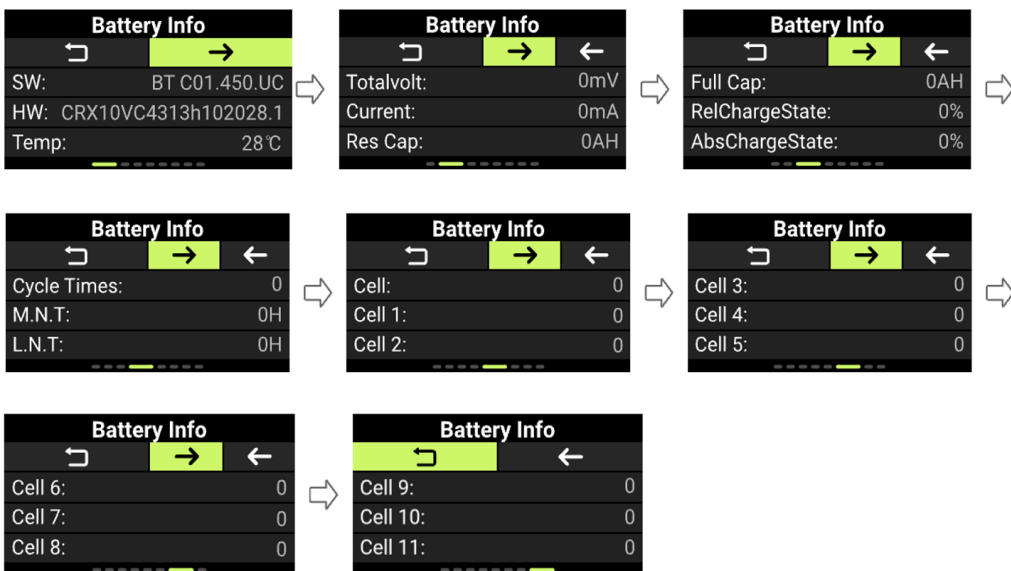 Battery Info
SW: BT C01.450.UC
HW: CRX10VC4313h102028.1
Temp: 28℃
Battery Info
Totalvolt: 0mV
Current: 0mA
Res Cap: 0AH
Battery Info
Full Cap: 0AH
RelChargeState: 0%
AbsChargeState: 0%
Battery Info
Cycle Times: 0
M.N.T: 0H
L.N.T: 0H
Battery Info
Cell: 0
Cell 1: 0
Cell 2: 0
Battery Info
Cell 3: 0
Cell 4: 0
Cell 5: 0
Battery Info
Cell 6: 0
Cell 7: 0
Cell 8: 0
Battery Info
Cell 9: 0
Cell 10: 0
Cell 11: 0